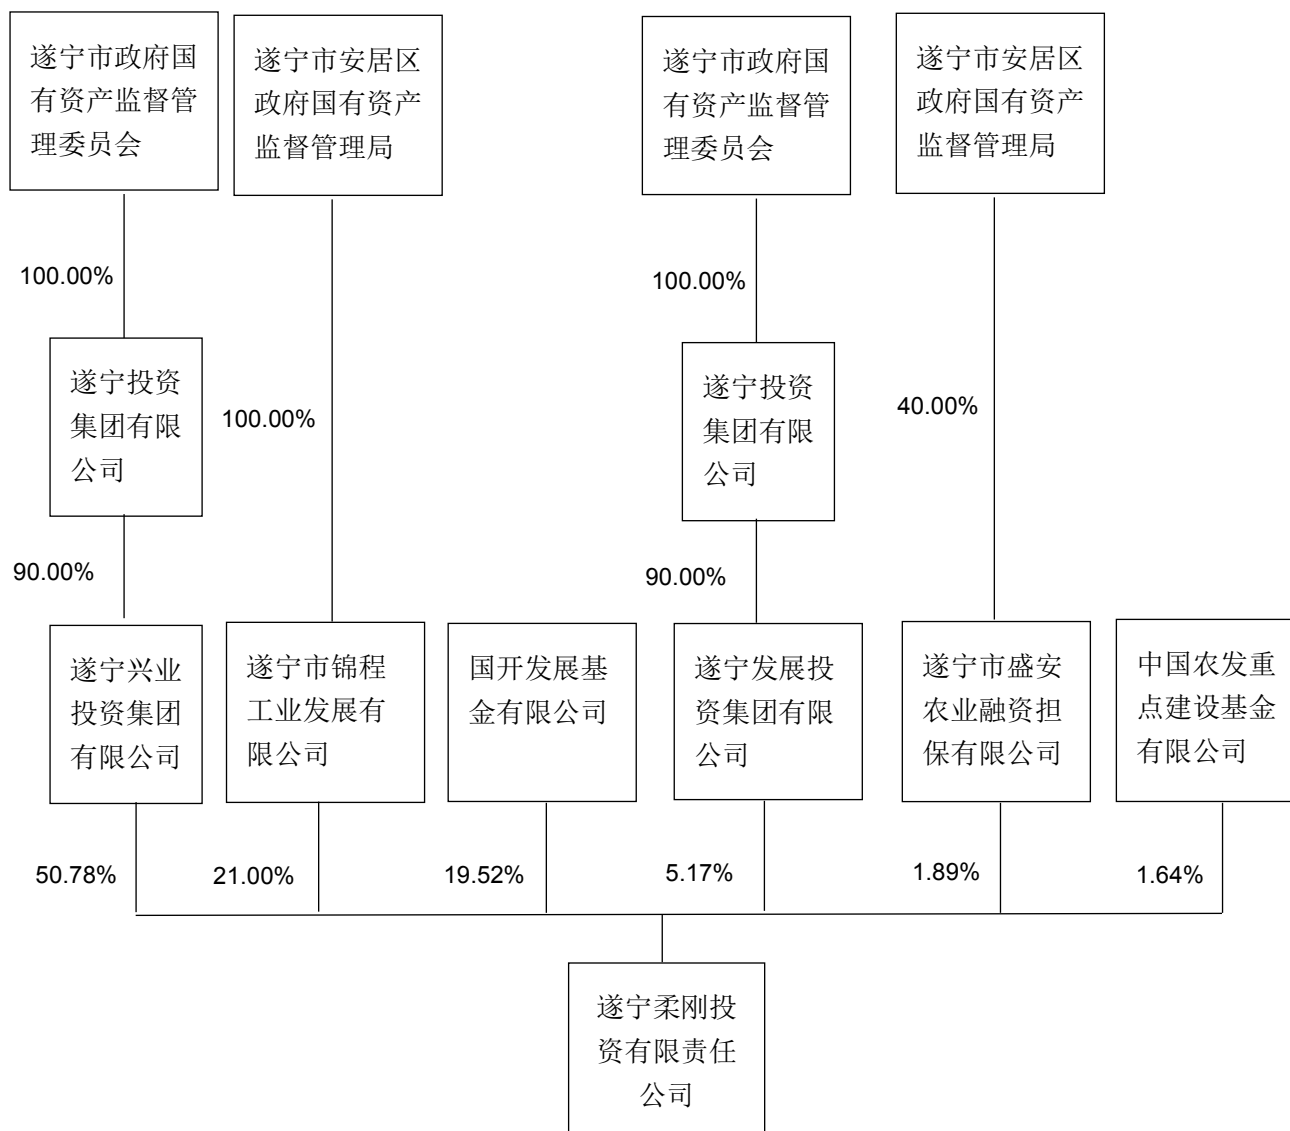 遂宁市政府国
有资产监督管
理委员会
遂宁市安居区
政府国有资产
监督管理局
遂宁市政府国
有资产监督管
理委员会
遂宁市安居区
政府国有资产
监督管理局
100.00%
100.00%
遂宁投资
集团有限
公司
100.00%
遂宁投资
集团有限
公司
40.00%
90.00%
90.00%
遂宁兴业
投资集团
有限公司
遂宁市锦程
工业发展有
限公司
国开发展基
金有限公司
遂宁发展投
资集团有限
公司
遂宁市盛安
农业融资担
保有限公司
中国农发重
点建设基金
有限公司
50.78%
21.00%
19.52%
5.17%
1.89%
1.64%
遂宁柔刚投
资有限责任
公司